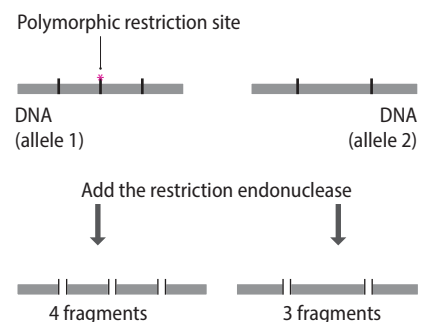 Polymorphic restriction site
*
DNA
(allele 1)
DNA
(allele 2)
Add the restriction endonuclease
4 fragments
3 fragments